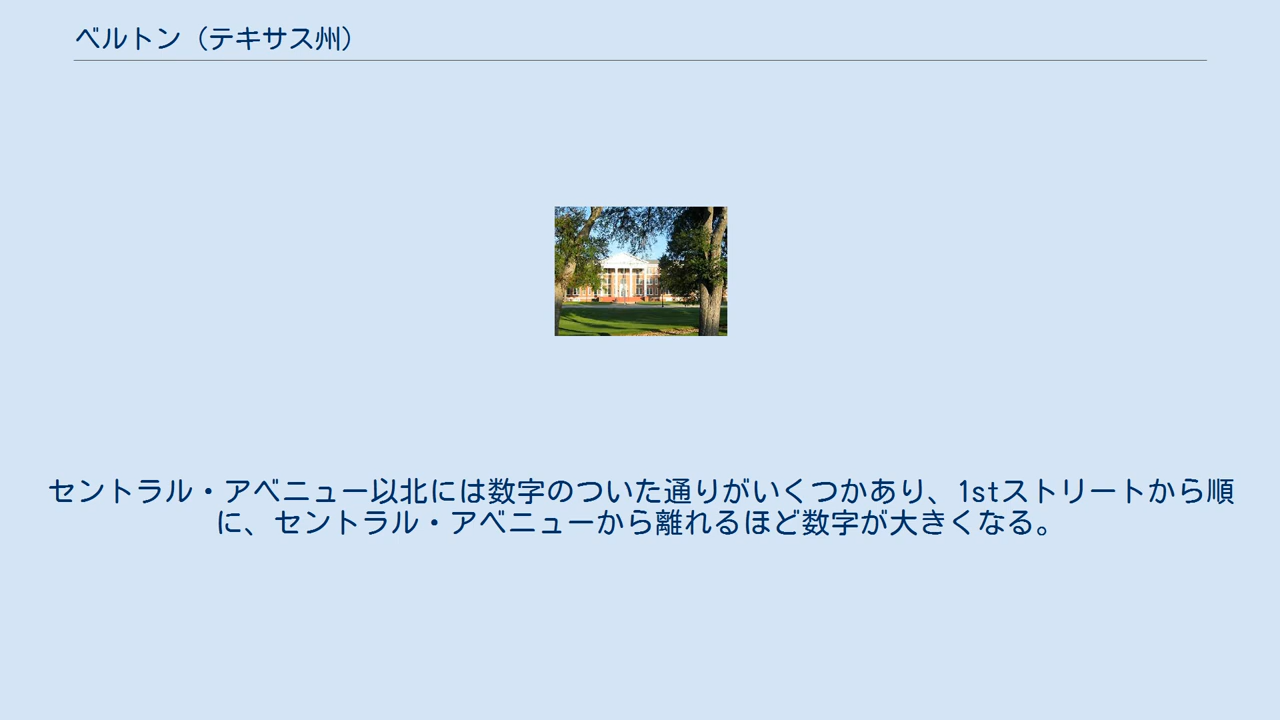 ベルトン（テキサス州）
セントラル・アベニュー以北には数字のついた通りがいくつかあり、1stストリートから順
に、セントラル・アベニューから離れるほど数字が大きくなる。